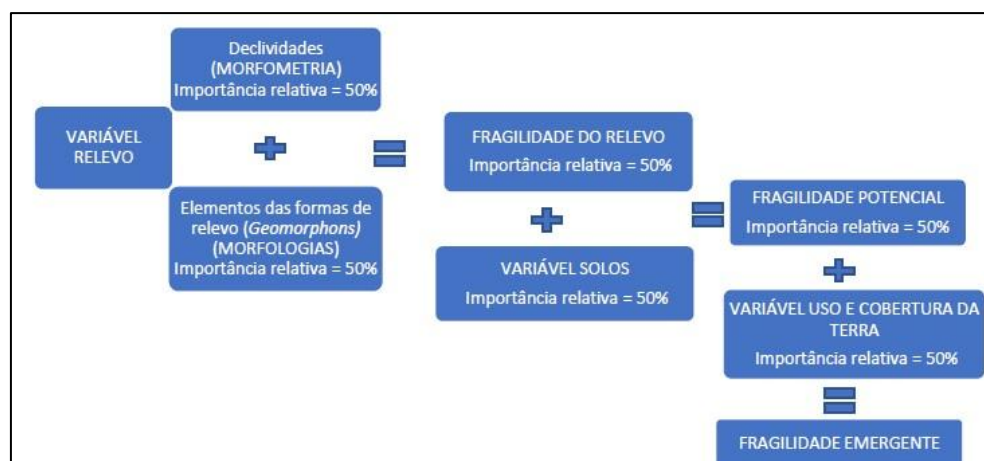 Declividades
(MORFOMETRIA)
Importância relativa = 50%
VARIÁVEL
RELEVO
Elementos das formas de
relevo (Geomorphons)
(MORFOLOGIAS)
Importância relativa = 50%
FRAGILIDADE DO RELEVO
Importância relativa = 50%
VARIÁVEL SOLOS
Importância relativa = 50%
FRAGILIDADE POTENCIAL
Importância relativa = 50%
VARIÁVEL USO E COBERTURA DA
TERRA
Importância relativa = 50%
FRAGILIDADE EMERGENTE